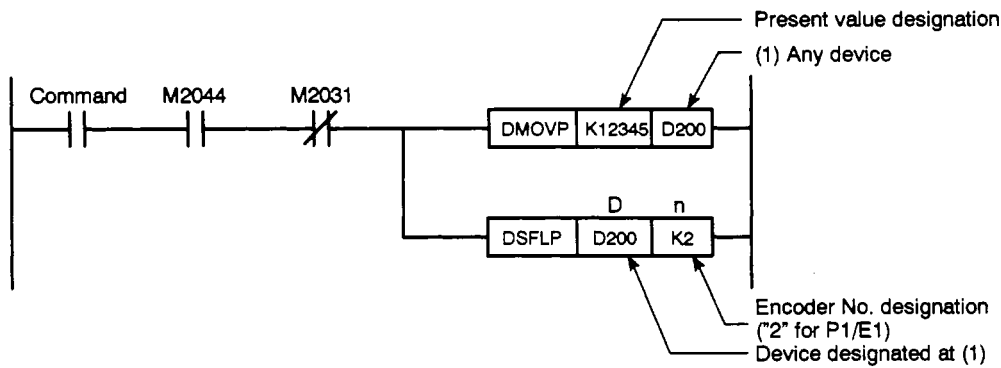 Present value designation
(1) Any device
Command M2044 M2031
DMOVP K12345 D200
D n
DSFLP D200 K2
Encoder No. designation
("2" for P1/E1)
Device designated at (1)